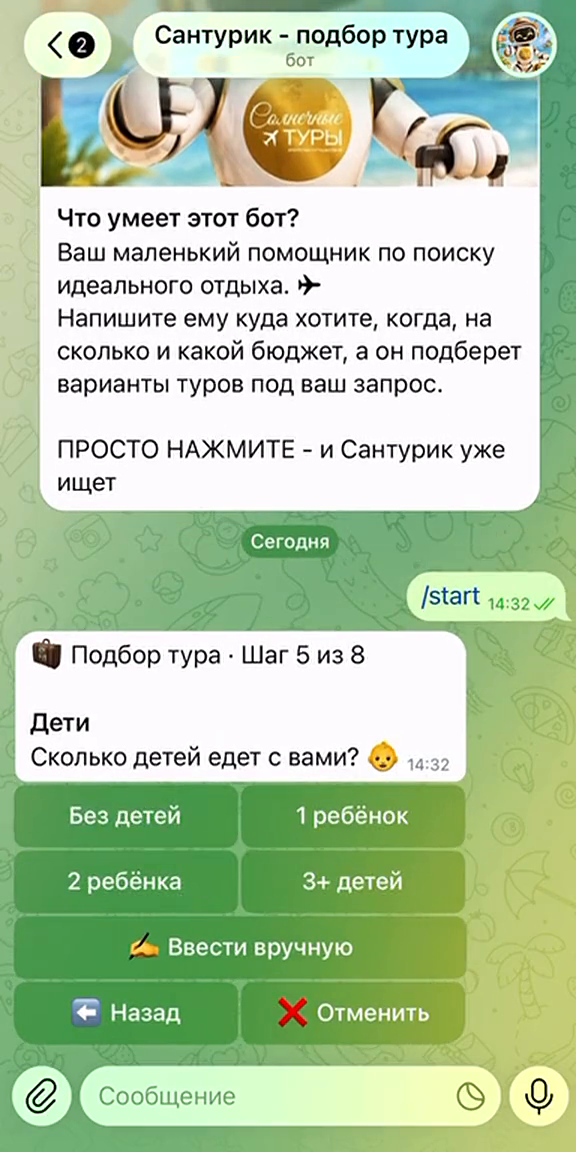 2
Сантурик - подбор тура
бот
Солнечные
ТУРЫ
Что умеет этот бот?
Ваш маленький помощник по поиску
идеального отдыха. ✈
Напишите ему куда хотите, когда, на
сколько и какой бюджет, а он подберет
варианты туров под ваш запрос.
ПРОСТО НАЖМИТЕ - и Сантурик уже
ищет
Сегодня
/start 14:32
Подбор тура · Шаг 5 из 8
Дети
Сколько детей едет с вами? 👶 14:32
Без детей
1 ребёнок
2 ребёнка
3+ детей
✍ Ввести вручную
⬅ Назад
❌ Отменить
Сообщение